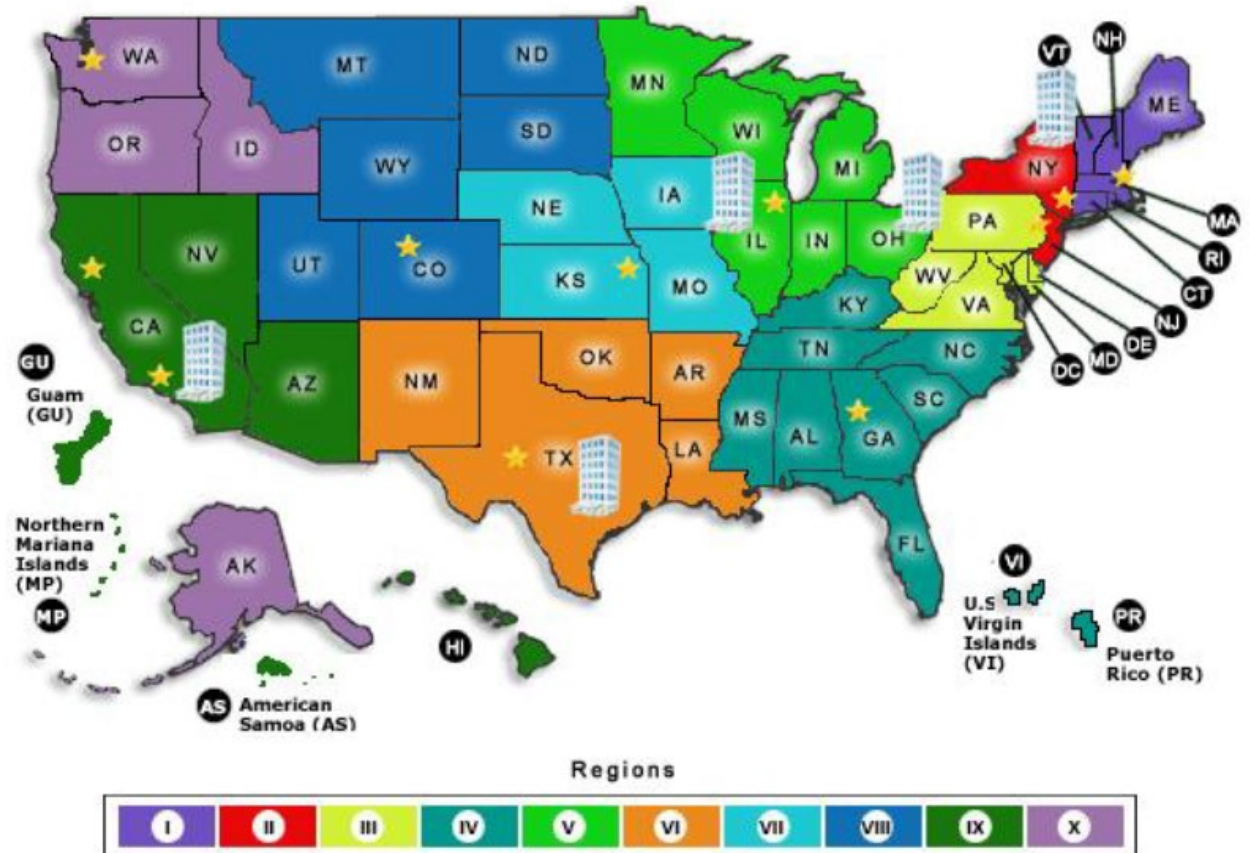 VT
NH
WA
MT
ND
MN
ME
OR
ID
SD
WI
MI
NY
WY
IA
NE
PA
MA
NV
UT
CO
IL
IN
OH
RI
KS
MO
WV
VA
CT
CA
KY
NJ
DE
MD
DC
GU
Guam
(GU)
AZ
NM
OK
TN
NC
AR
SC
MS
AL
GA
TX
LA
Northern
Mariana
Islands
(MP)
MP
AK
FL
VI
U.S
Virgin
Islands
(VI)
PR
Puerto
Rico (PR)
HI
AS
American
Samoa (AS)
Regions
I II III IV V VI VII VIII IX X